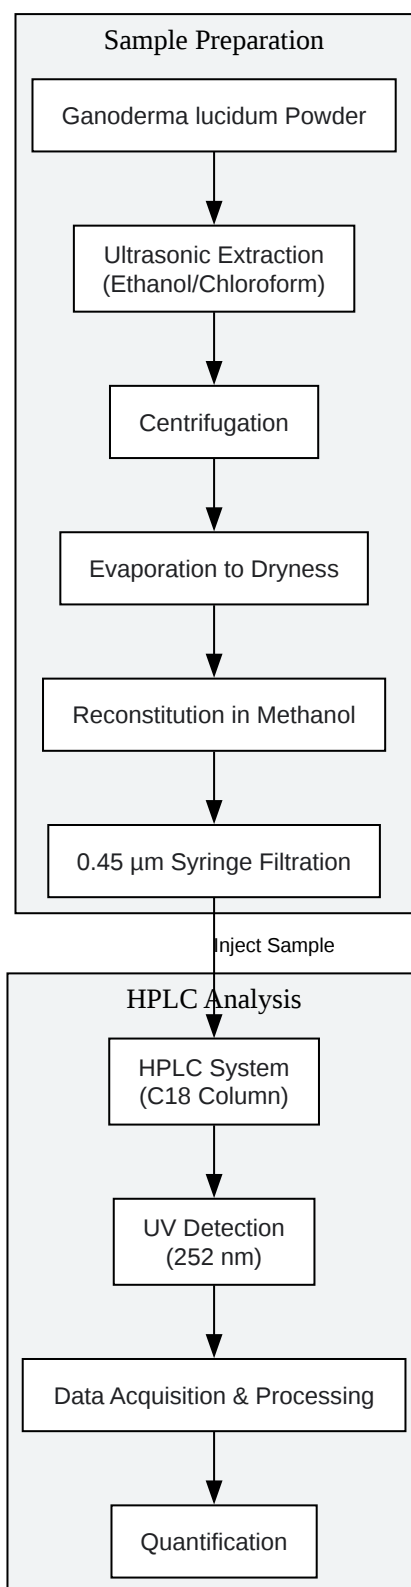 Sample Preparation
Ganoderma lucidum Powder
Ultrasonic Extraction
(Ethanol/Chloroform)
Centrifugation
Evaporation to Dryness
Reconstitution in Methanol
0.45 µm Syringe Filtration
Inject Sample
HPLC Analysis
HPLC System
(C18 Column)
UV Detection
(252 nm)
Data Acquisition & Processing
Quantification